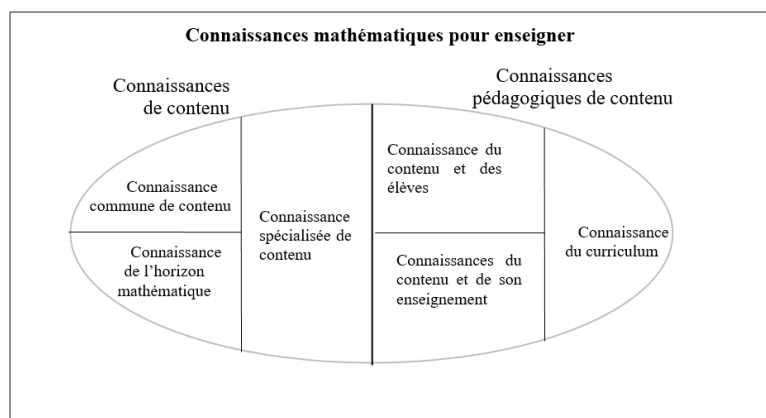 Connaissances mathématiques pour enseigner
Connaissances
de contenu
Connaissances
pédagogiques de contenu
Connaissance
commune de contenu
Connaissance
de l'horizon
mathématique
Connaissance
spécialisée de
contenu
Connaissance du
contenu et des
élèves
Connaissances du
contenu et de son
enseignement
Connaissance
du curriculum